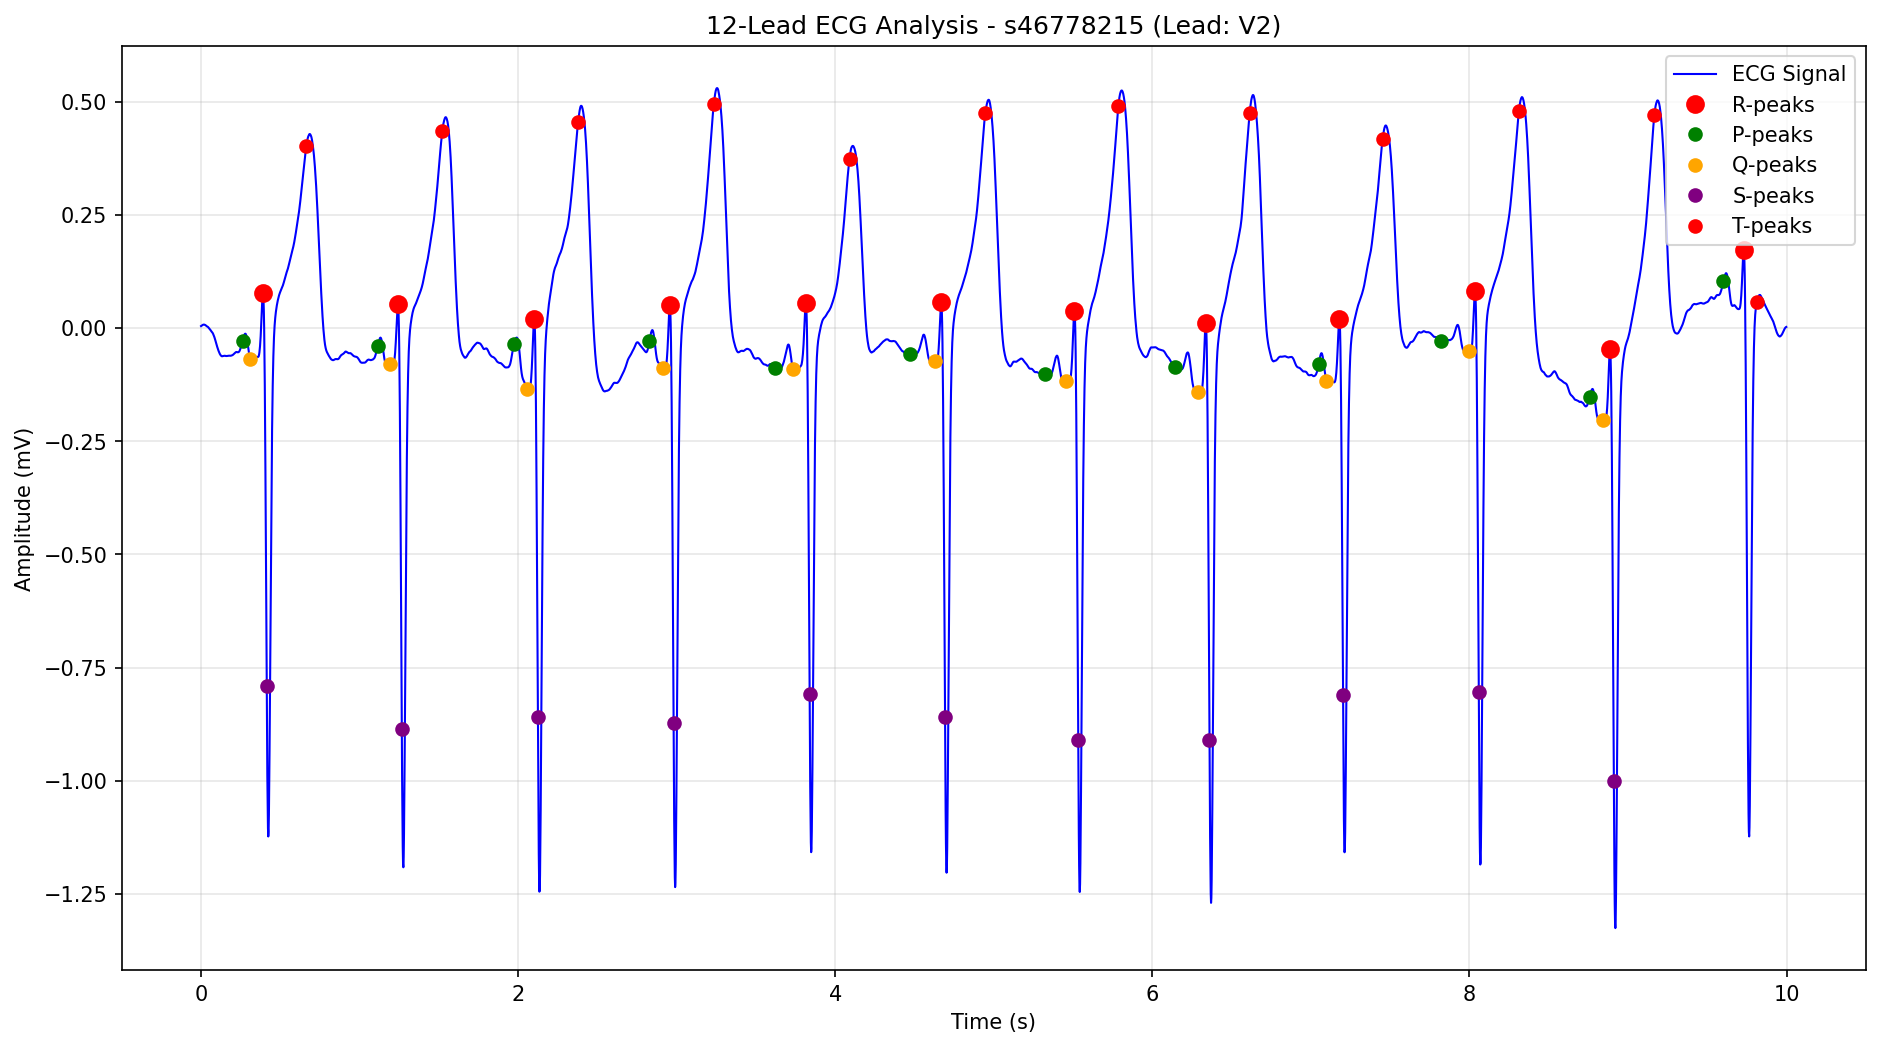 12-Lead ECG Analysis - s46778215 (Lead: V2)
ECG Signal
R-peaks
P-peaks
Q-peaks
S-peaks
T-peaks
Amplitude (mV)
0.50
0.25
0.00
−0.25
−0.50
−0.75
−1.00
−1.25
0 2 4 6 8 10
Time (s)